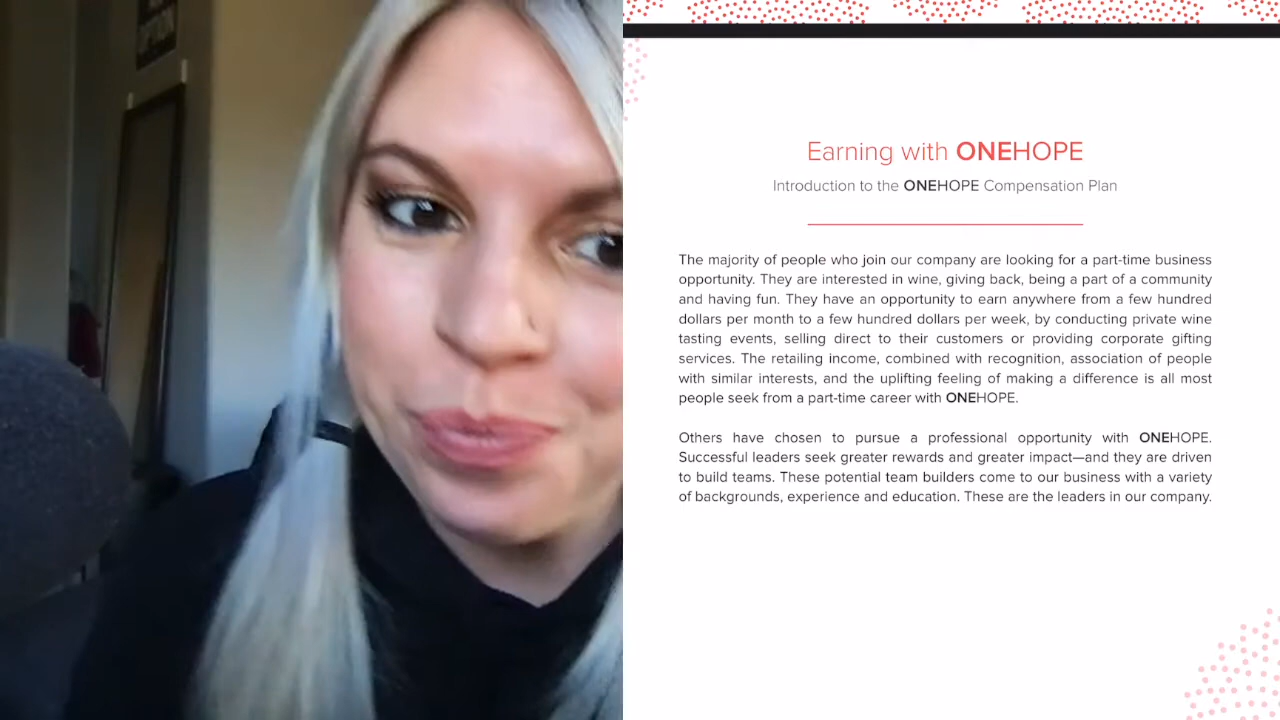 Earning with ONEHOPE
Introduction to the ONEHOPE Compensation Plan
The majority of people who join our company are looking for a part-time business
opportunity. They are interested in wine, giving back, being a part of a community
and having fun. They have an opportunity to earn anywhere from a few hundred
dollars per month to a few hundred dollars per week, by conducting private wine
tasting events, selling direct to their customers or providing corporate gifting
services. The retailing income, combined with recognition, association of people
with similar interests, and the uplifting feeling of making a difference is all most
people seek from a part-time career with ONEHOPE.
Others have chosen to pursue a professional opportunity with ONEHOPE.
Successful leaders seek greater rewards and greater impact—and they are driven
to build teams. These potential team builders come to our business with a variety
of backgrounds, experience and education. These are the leaders in our company.